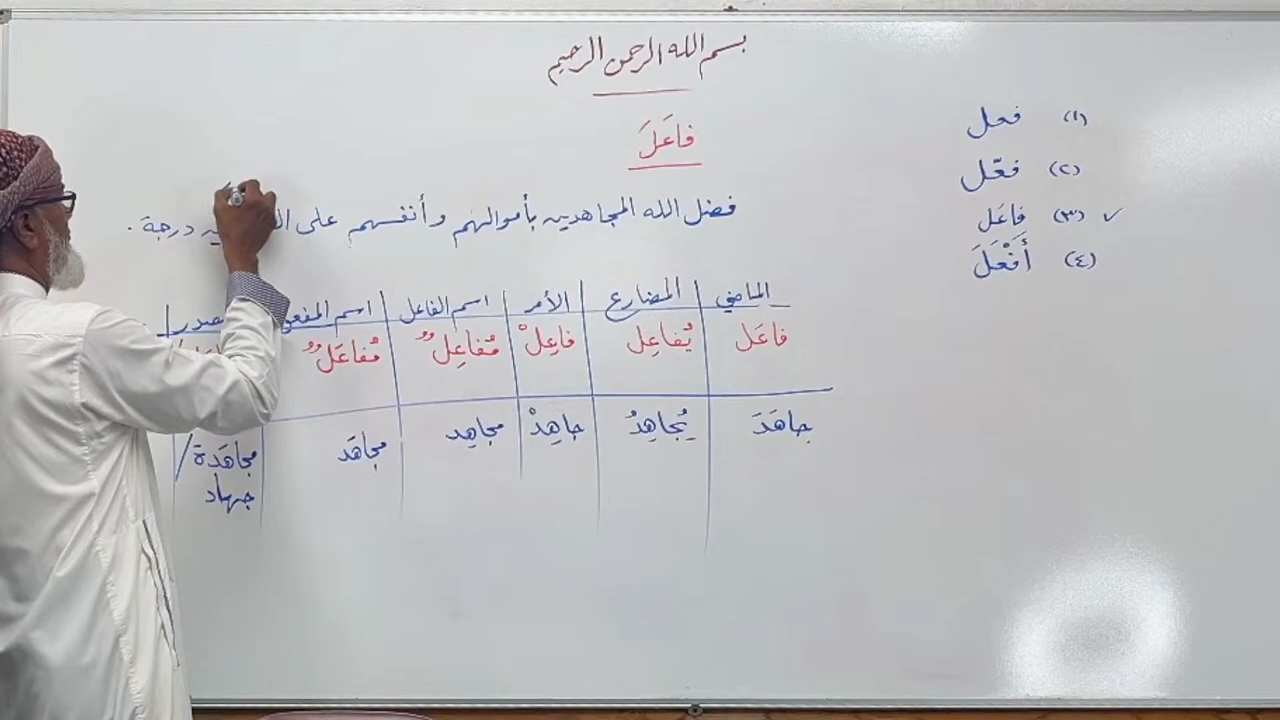 بسم الله الرحمن الرحيم
فاعَلَ
(١) فعل
(٢) فعّل
(٣) فاعَل ✓
(٤) أَفْعَلَ
فضل الله المجاهدين بأموالهم وأنفسهم على درجة .
الماضي | المضارع | الأمر | اسم الفاعل | اسم
فاعَل | يُفاعِل | فاعِلْ | مُفاعِلٌ | مُفاعَلٌ
جاهَدَ | يُجاهِدُ | جاهِدْ | مجاهِد | مجاهَد | مجاهَدة /
جهاد